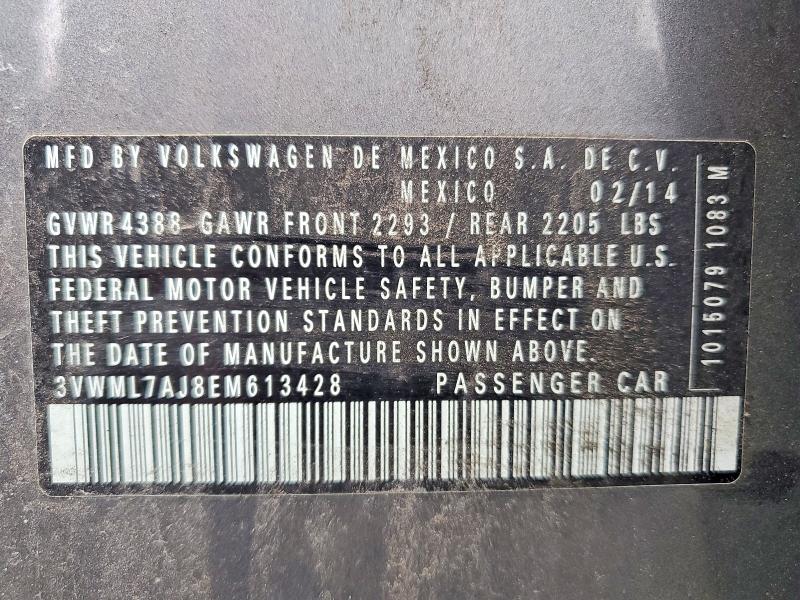 MFD BY VOLKSWAGEN DE MEXICO S.A. DE C.V.
MEXICO 02/14
GVWR 4388 GAWR FRONT 2293 / REAR 2205 LBS
THIS VEHICLE CONFORMS TO ALL APPLICABLE U.S.
FEDERAL MOTOR VEHICLE SAFETY, BUMPER AND
THEFT PREVENTION STANDARDS IN EFFECT ON
THE DATE OF MANUFACTURE SHOWN ABOVE.
3VWML7AJ8EM613428 PASSENGER CAR
1015079 1083 M